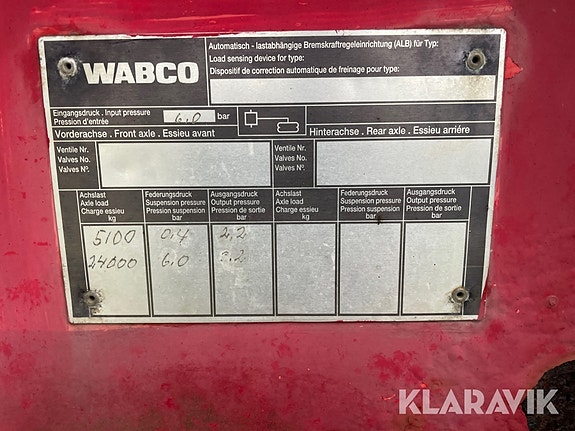 WABCO
Automatisch - lastabhängige Bremskraftregeleinrichtung (ALB) für Typ:
Load sensing device for type:
Dispositif de correction automatique de freinage pour type:
Eingangsdruck . Input pressure
Pression d'entrée
6.0 bar
Vorderachse . Front axle . Essieu avant
Hinterachse . Rear axle . Essieu arriére
Ventile Nr.
Valves No.
Valves Nº.
Ventile Nr.
Valves No.
Valves Nº.
Achslast
Axle load
Charge essieu
kg
Federungsdruck
Suspension pressure
Pression suspension
bar
Ausgangsdruck
Output pressure
Pression de sortie
bar
Achslast
Axle load
Charge essieu
kg
Federungsdruck
Suspension pressure
Pression suspension
bar
Ausgangsdruck
Output pressure
Pression de sortie
bar
5100 0.4 2.2
24000 6.0
KLARAVIK